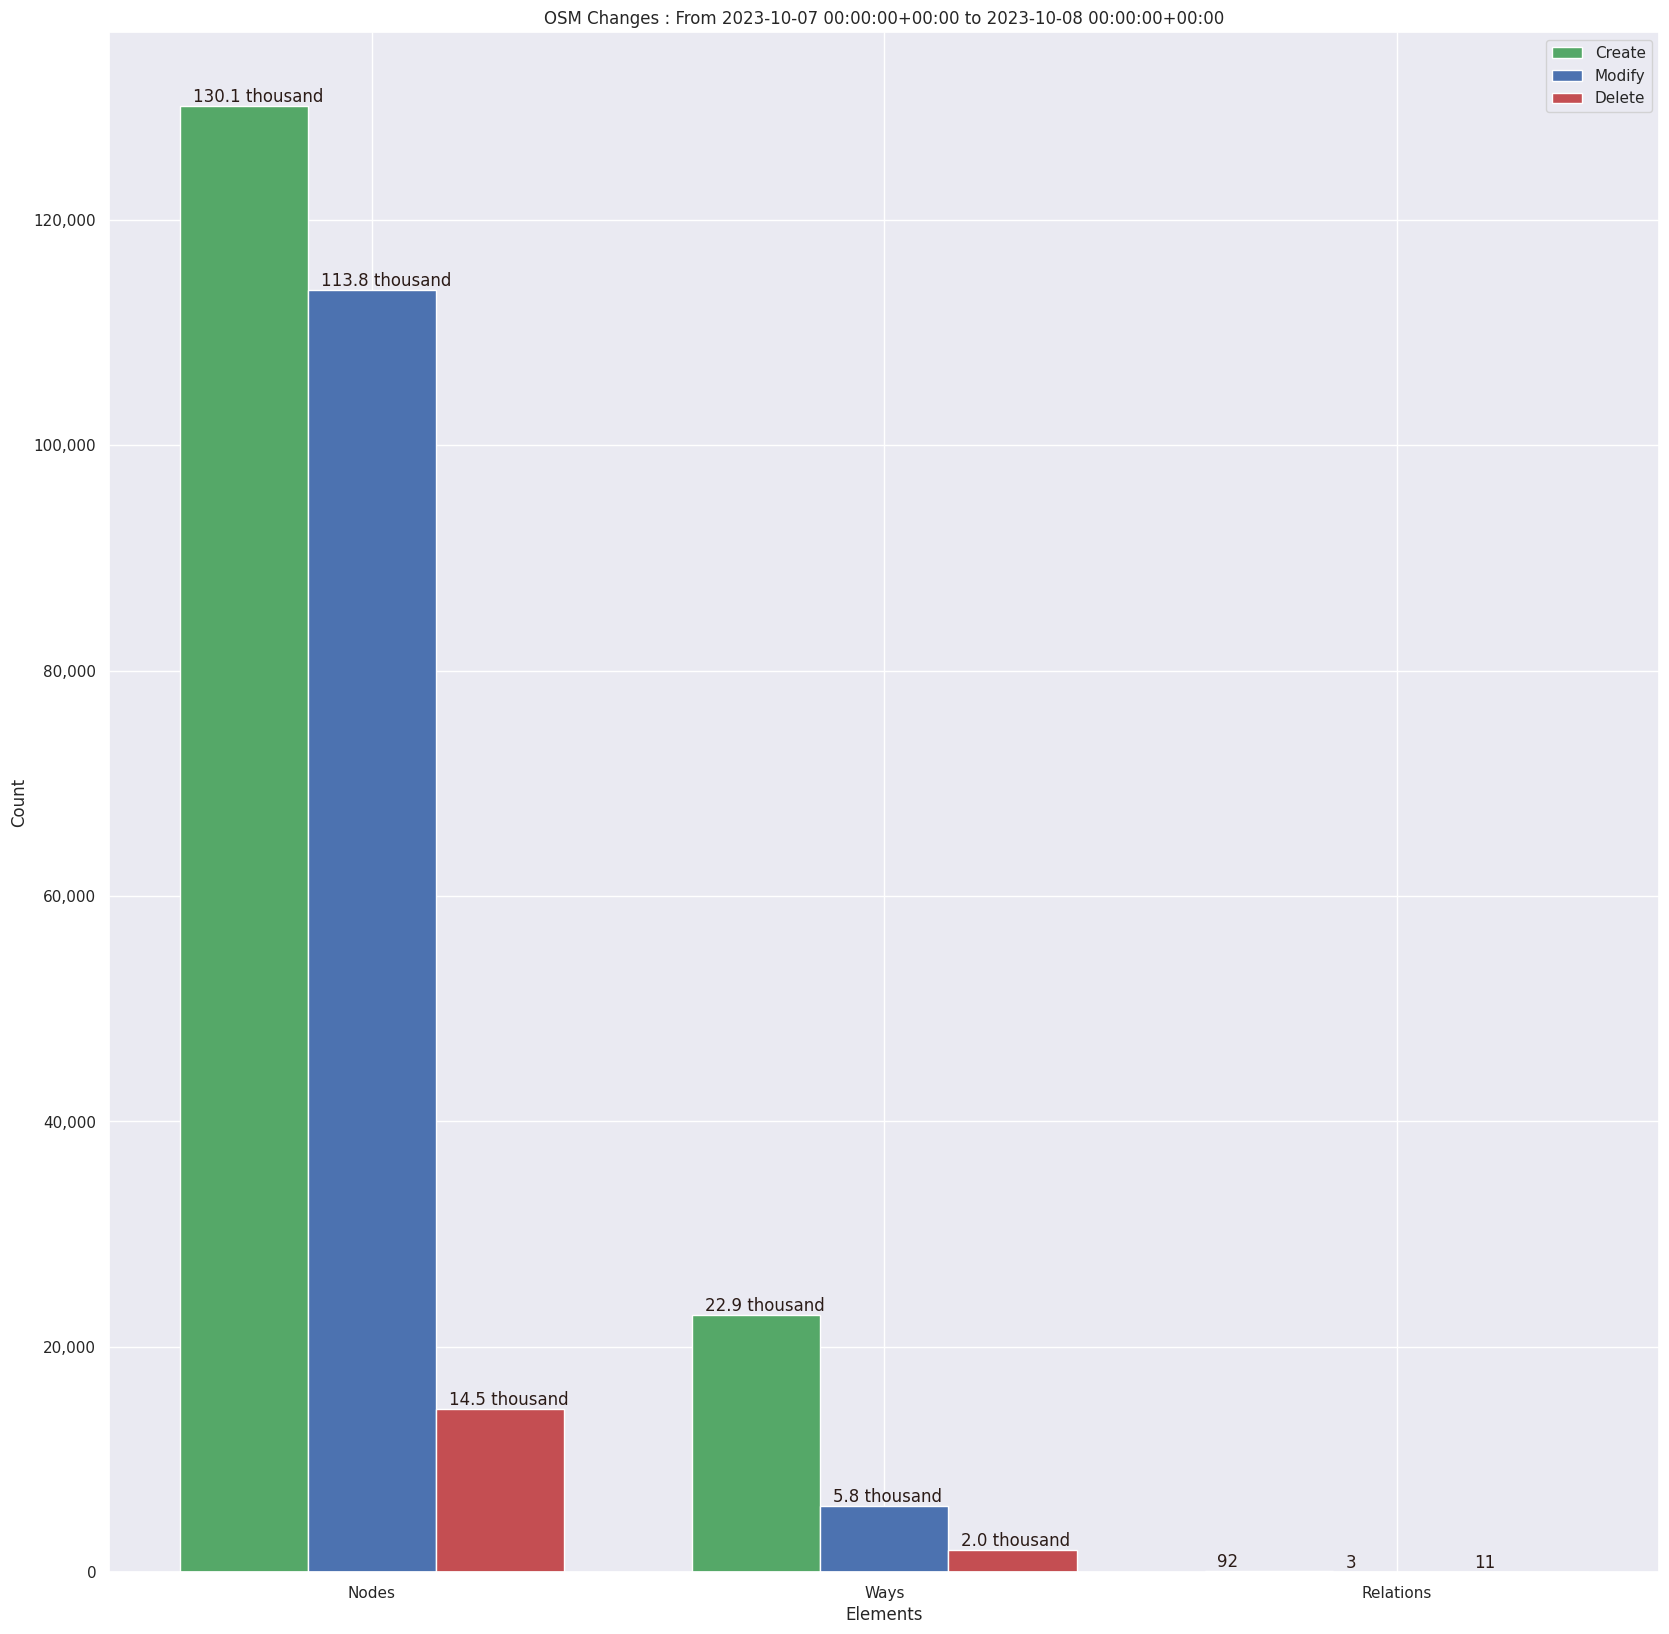 OSM Changes : From 2023-10-07 00:00:00+00:00 to 2023-10-08 00:00:00+00:00
Create
Modify
Delete
130.1 thousand
113.8 thousand
14.5 thousand
22.9 thousand
5.8 thousand
2.0 thousand
92
3
11
120,000
100,000
80,000
60,000
40,000
20,000
0
Count
Nodes
Ways
Relations
Elements